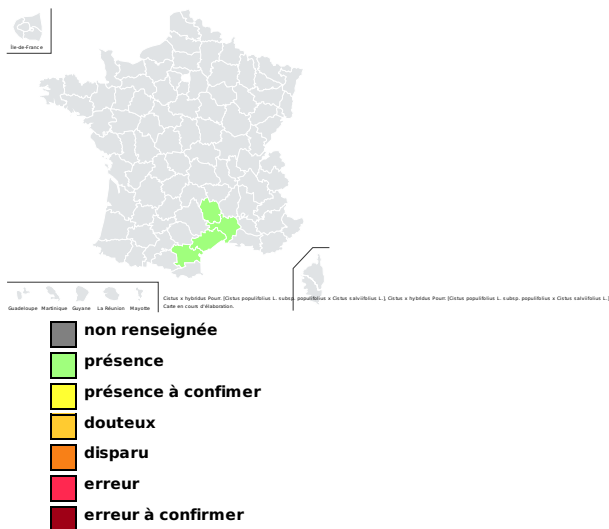 Île-de-France
Guadeloupe Martinique Guyane La Réunion Mayotte
Cistus x hybridus Pourr. [Cistus populifolius L. subsp. populifolius x Cistus salviifolius L.], Cistus x hybridus Pourr. [Cistus populifolius L. subsp. populifolius x Cistus salviifolius L.]
Carte en cours d'élaboration.
non renseignée
présence
présence à confimer
douteux
disparu
erreur
erreur à confirmer